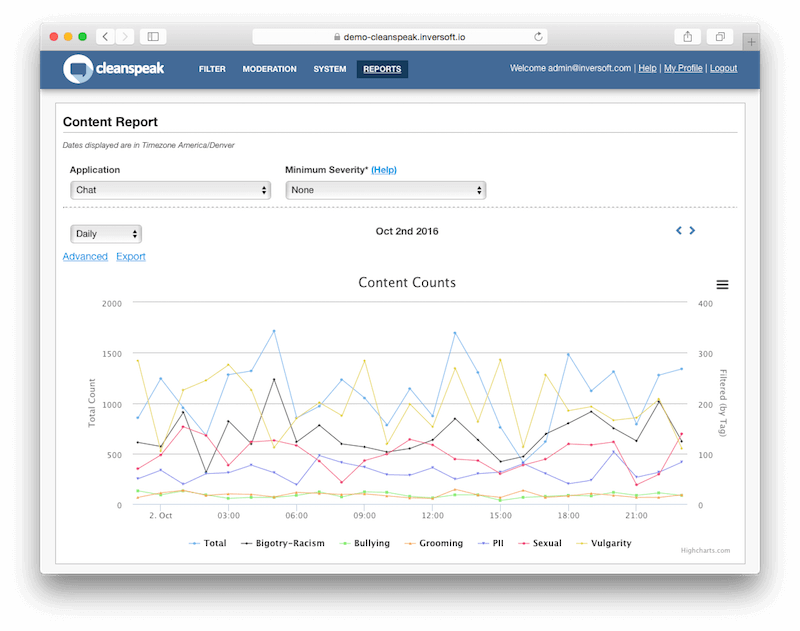 demo-cleanspeak.inversoft.io
cleanspeak FILTER MODERATION SYSTEM REPORTS Welcome admin@inversoft.com | Help | My Profile | Logout
Content Report
Dates displayed are in Timezone America/Denver
Application Minimum Severity* (Help)
Chat None
Daily Oct 2nd 2016
Advanced Export
Content Counts
2000 400
1500 300
1000 200
500 100
0 0
Total Count
Filtered (by Tag)
2. Oct 03:00 06:00 09:00 12:00 15:00 18:00 21:00
Total Bigotry-Racism Bullying Grooming PII Sexual Vulgarity
Highcharts.com